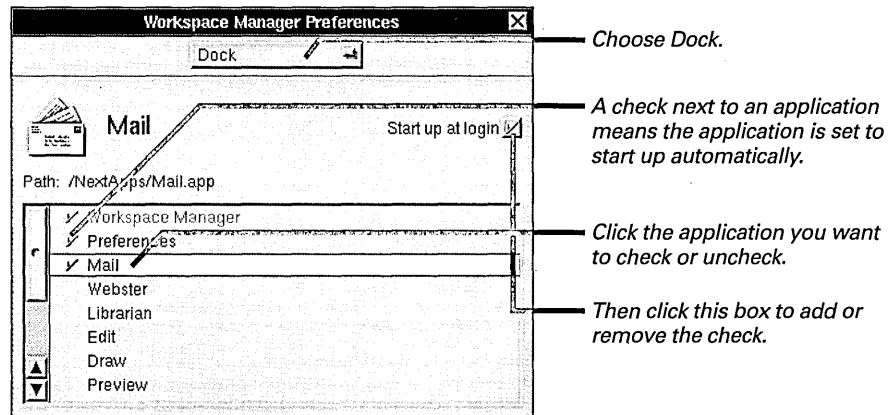 Workspace Manager Preferences
Dock
Choose Dock.
Mail
Start up at login
A check next to an application
means the application is set to
start up automatically.
Path: /NextApps/Mail.app
Workspace Manager
Preferences
Mail
Webster
Librarian
Edit
Draw
Preview
Click the application you want
to check or uncheck.
Then click this box to add or
remove the check.